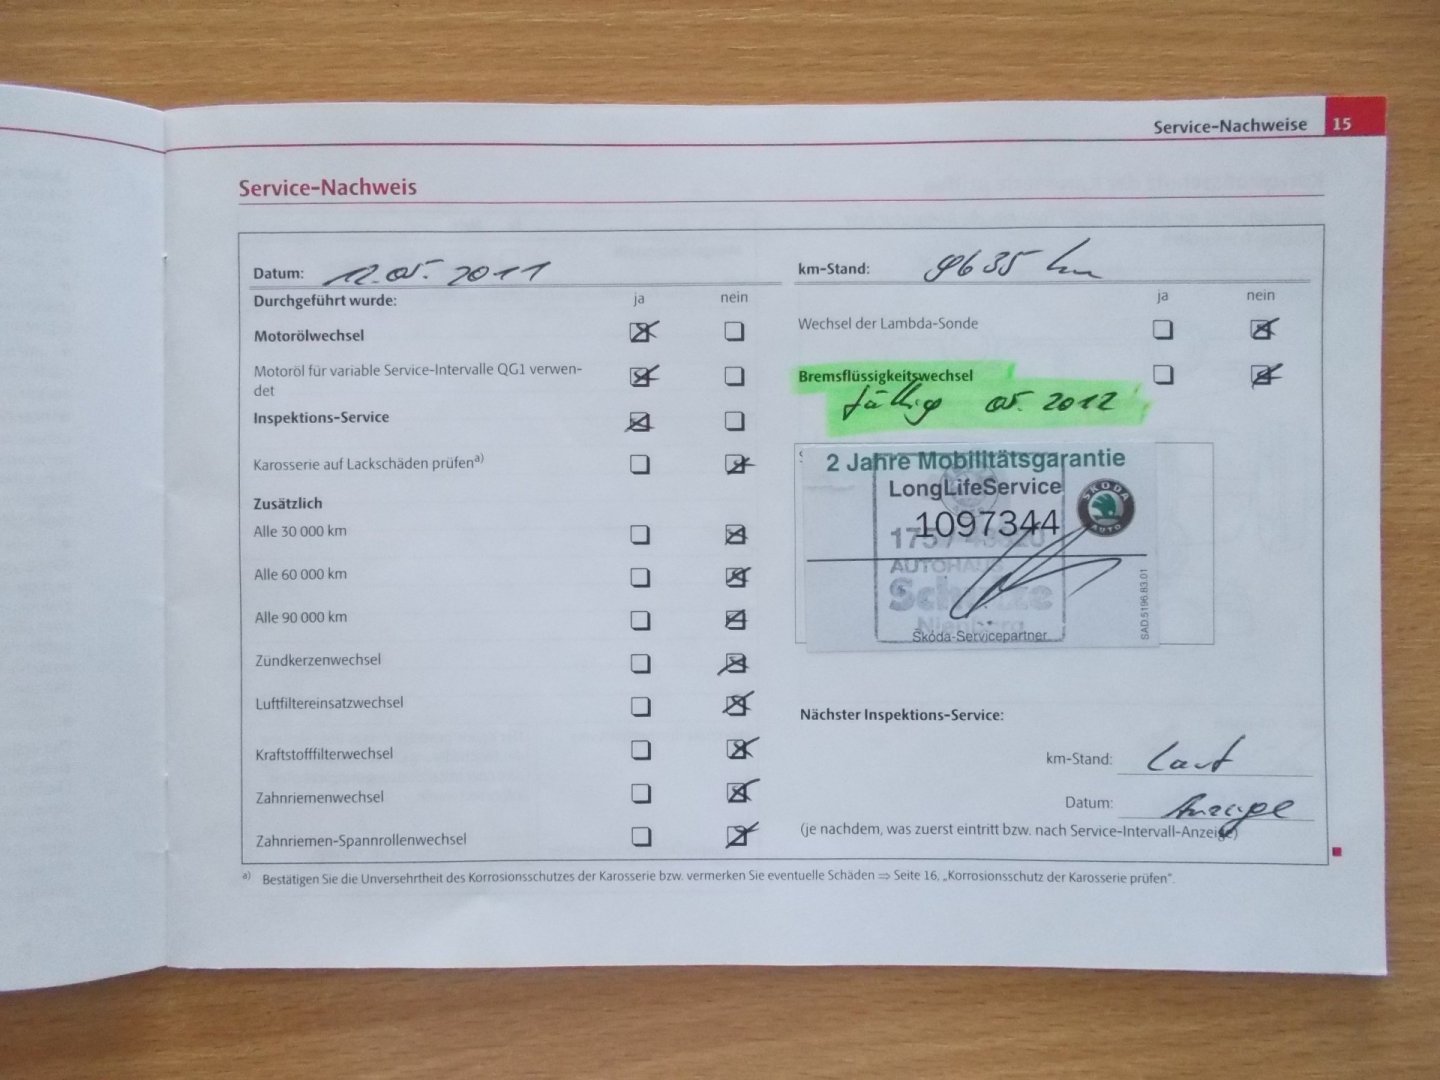 Service-Nachweise 15
Service-Nachweis
Datum: 12.05.2011
km-Stand: 9635 km
Durchgeführt wurde: ja nein
ja nein
Motorölwechsel
Wechsel der Lambda-Sonde
Motoröl für variable Service-Intervalle QG1 verwen-
det
Bremsflüssigkeitswechsel
fällig 05.2012
Inspektions-Service
Karosserie auf Lackschäden prüfen a)
Zusätzlich
Alle 30 000 km
Alle 60 000 km
Alle 90 000 km
Zündkerzenwechsel
Luftfiltereinsatzwechsel
Kraftstofffilterwechsel
Zahnriemenwechsel
Zahnriemen-Spannrollenwechsel
2 Jahre Mobilitätsgarantie
LongLifeService
1097344
SKODA
AUTO
AUTOHAUS
Škoda-Servicepartner
SAD 5196.83.01
Nächster Inspektions-Service:
km-Stand: Laut
Datum: Anzeige
(je nachdem, was zuerst eintritt bzw. nach Service-Intervall-Anzeige)
a) Bestätigen Sie die Unversehrtheit des Korrosionsschutzes der Karosserie bzw. vermerken Sie eventuelle Schäden ⇒ Seite 16, „Korrosionsschutz der Karosserie prüfen“.